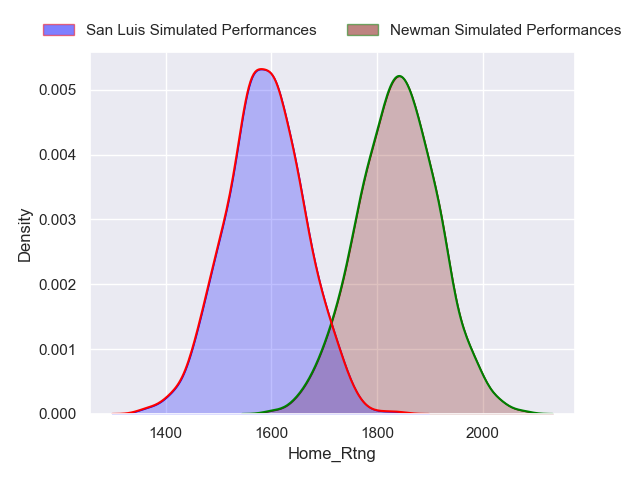 San Luis Simulated Performances Newman Simulated Performances
0.005
0.004
0.003
0.002
0.001
0.000
Density
1400 1600 1800 2000
Home_Rtng